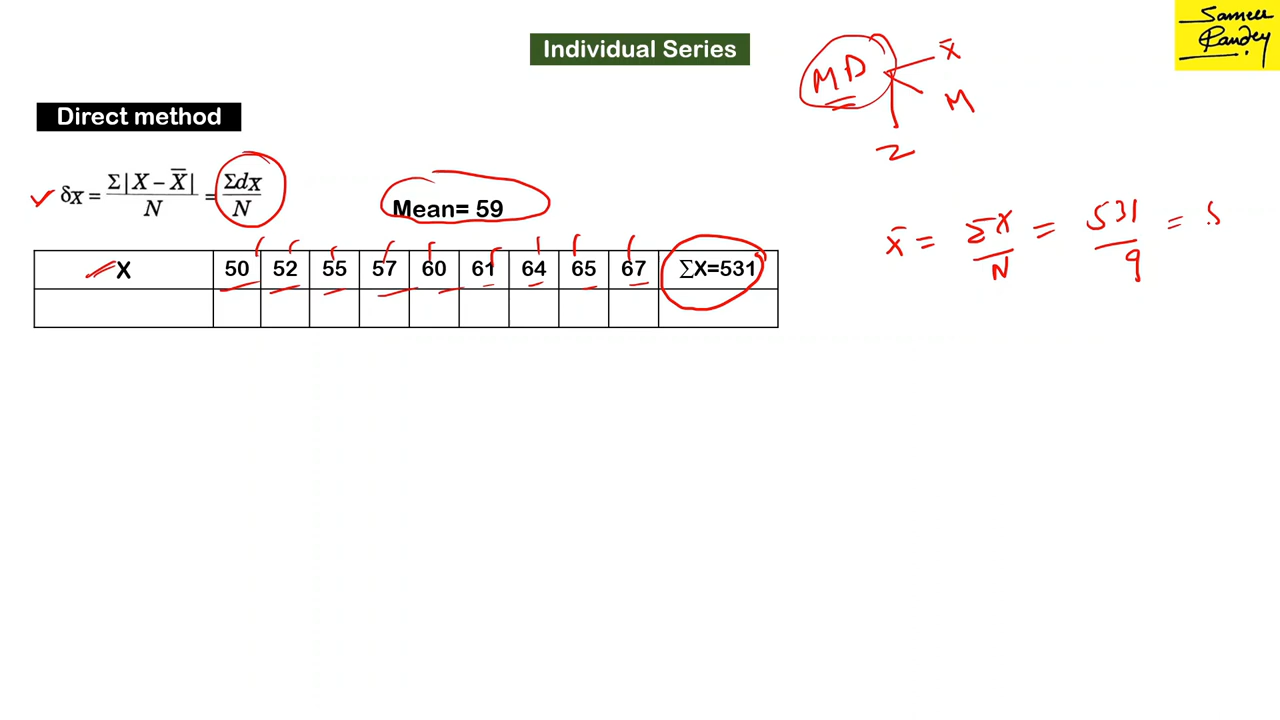 Individual Series
Sameer
Pandey
MD
X̄
M
Z
Direct method
δx̄ = Σ|X – X̄| / N = Σdx̄ / N
Mean= 59
X̄ = ΣX / N = 531 / 9 = 5
X 50 52 55 57 60 61 64 65 67 ∑X=531